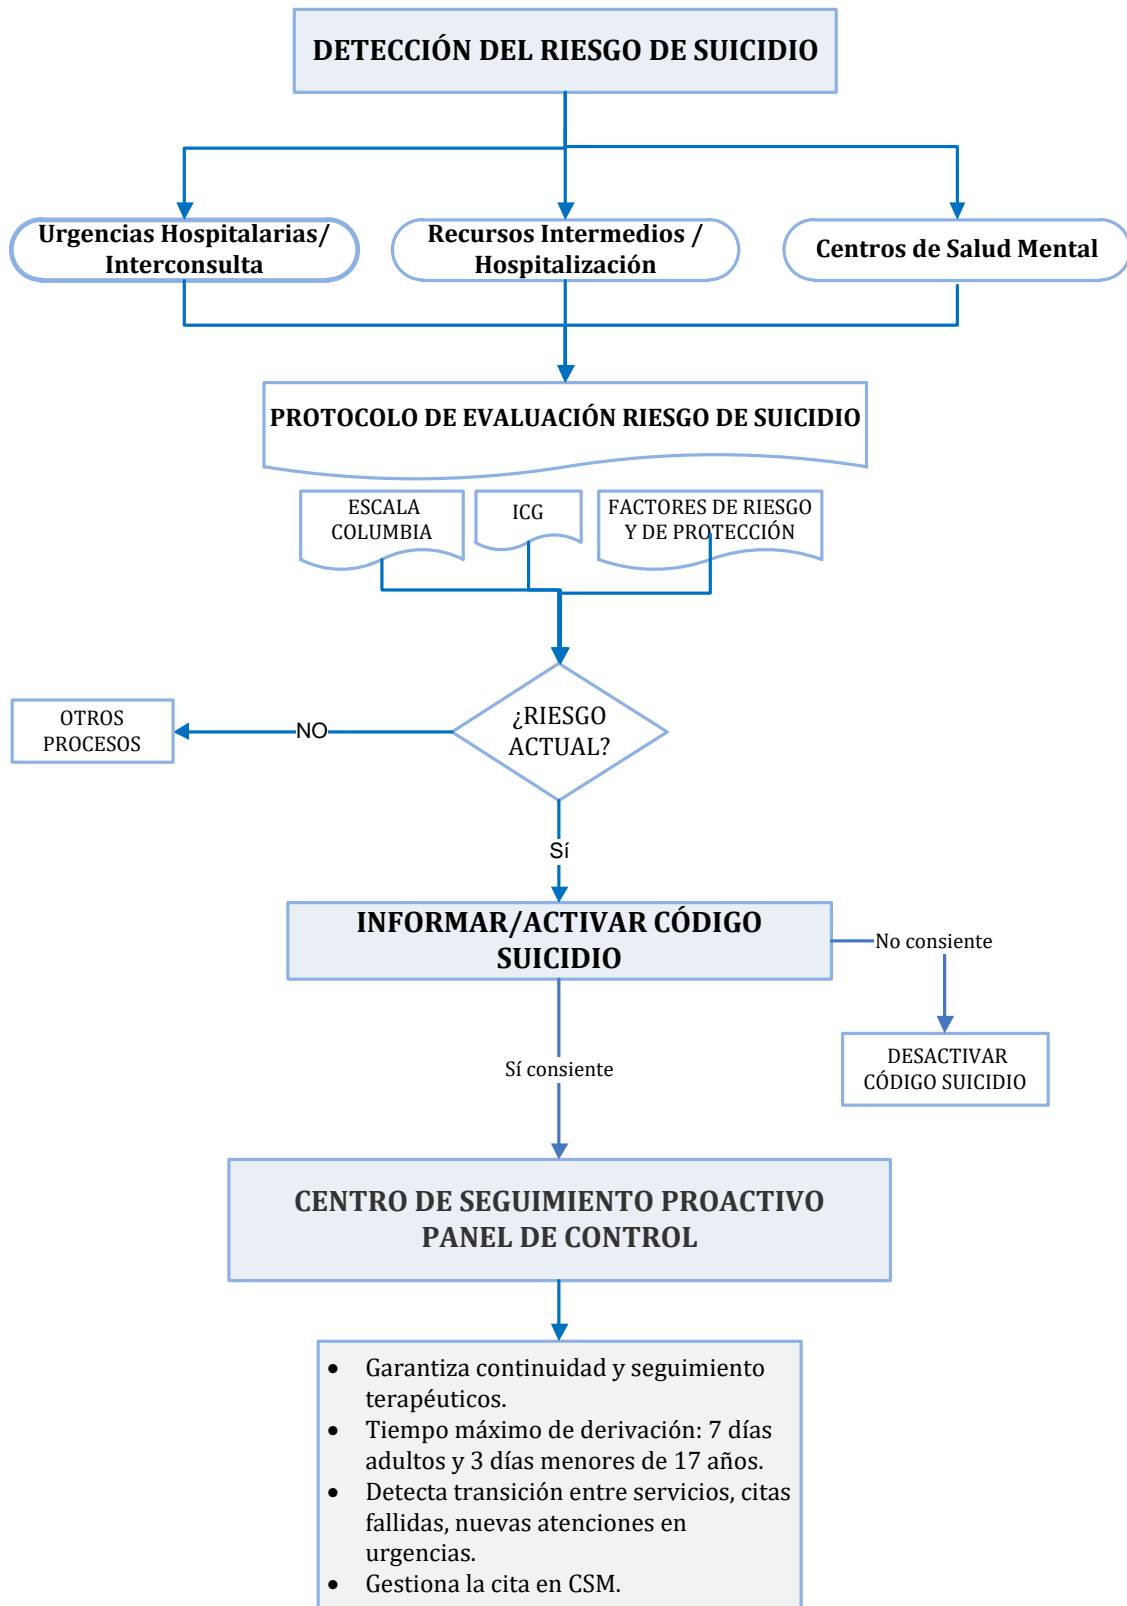 DETECCIÓN DEL RIESGO DE SUICIDIO
Urgencias Hospitalarias/
Interconsulta
Recursos Intermedios /
Hospitalización
Centros de Salud Mental
PROTOCOLO DE EVALUACIÓN RIESGO DE SUICIDIO
ESCALA
COLUMBIA
ICG
FACTORES DE RIESGO
Y DE PROTECCIÓN
¿RIESGO
ACTUAL?
NO
OTROS
PROCESOS
Sí
INFORMAR/ACTIVAR CÓDIGO
SUICIDIO
No consiente
DESACTIVAR
CÓDIGO SUICIDIO
Sí consiente
CENTRO DE SEGUIMIENTO PROACTIVO
PANEL DE CONTROL
• Garantiza continuidad y seguimiento
terapéuticos.
• Tiempo máximo de derivación: 7 días
adultos y 3 días menores de 17 años.
• Detecta transición entre servicios, citas
fallidas, nuevas atenciones en
urgencias.
• Gestiona la cita en CSM.